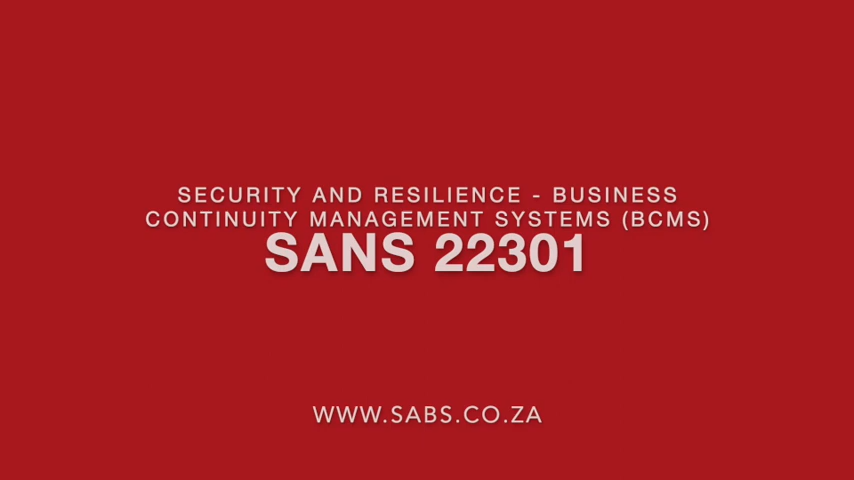 SECURITY AND RESILIENCE - BUSINESS
CONTINUITY MANAGEMENT SYSTEMS (BCMS)
SANS 22301
WWW.SABS.CO.ZA